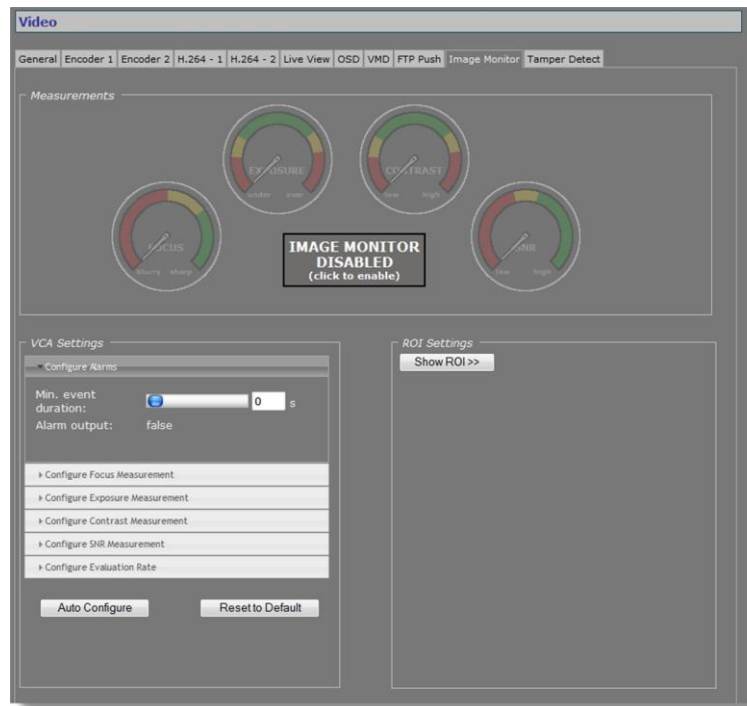 Video
General Encoder 1 Encoder 2 H.264 - 1 H.264 - 2 Live View OSD VMD FTP Push Image Monitor Tamper Detect
Measurements
EXPOSURE
under over
CONTRAST
low high
FOCUS
blurry sharp
SNR
low high
IMAGE MONITOR
DISABLED
(click to enable)
VCA Settings
Configure Alarms
Min. event
duration:
0 s
Alarm output: false
Configure Focus Measurement
Configure Exposure Measurement
Configure Contrast Measurement
Configure SNR Measurement
Configure Evaluation Rate
Auto Configure Reset to Default
ROI Settings
Show ROI >>